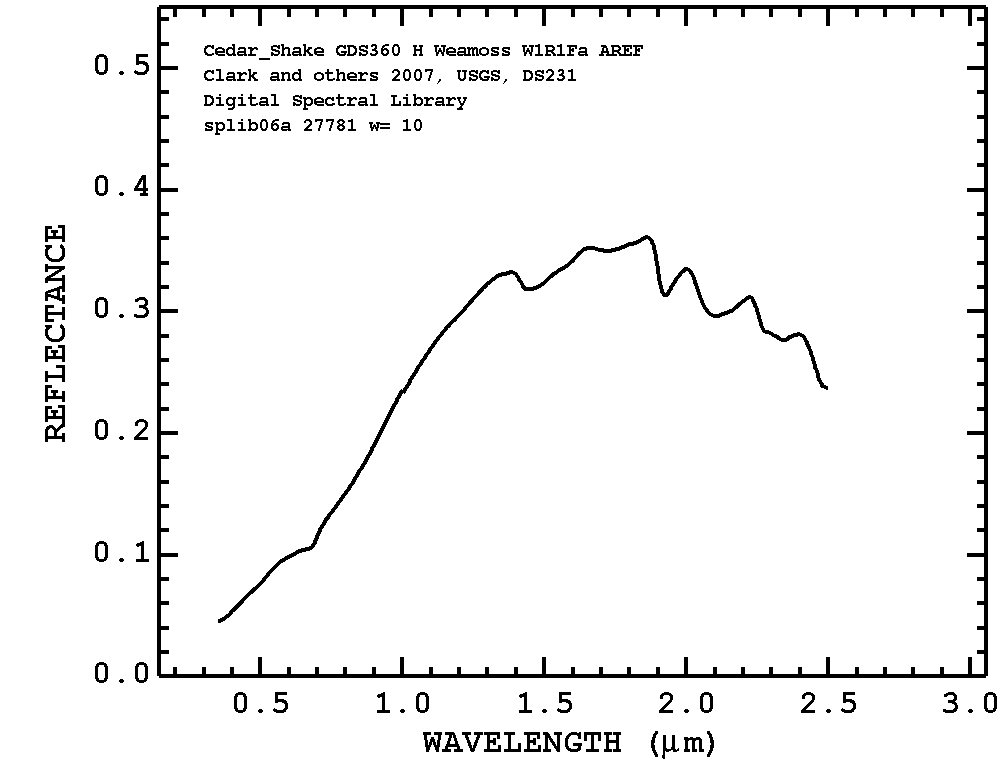 Cedar_Shake GDS360 H Weamoss W1R1Fa AREF
Clark and others 2007, USGS, DS231
Digital Spectral Library
splib06a 27781 w= 10
0.5
0.4
0.3
0.2
0.1
0.0
REFLECTANCE
0.5 1.0 1.5 2.0 2.5 3.0
WAVELENGTH (μm)